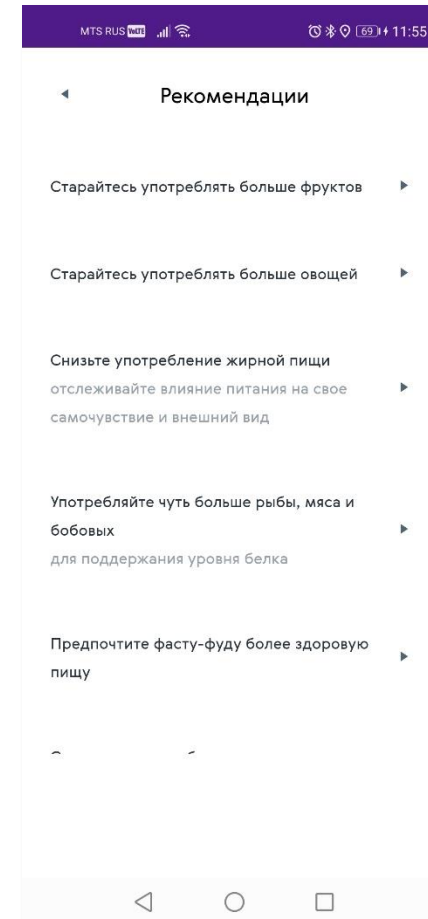 MTS RUS VoLTE 69 11:55
Рекомендации
Старайтесь употреблять больше фруктов
Старайтесь употреблять больше овощей
Снизьте употребление жирной пищи
отслеживайте влияние питания на свое
самочувствие и внешний вид
Употребляйте чуть больше рыбы, мяса и
бобовых
для поддержания уровня белка
Предпочтите фасту-фуду более здоровую
пищу